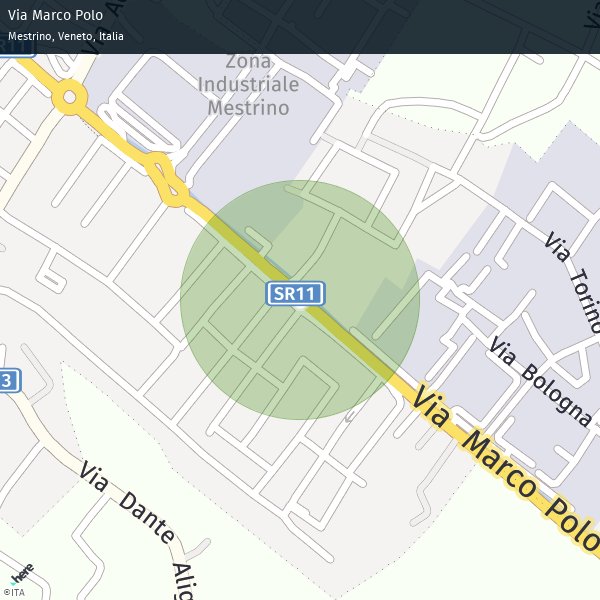 Via Marco Polo
Mestrino, Veneto, Italia
SR11
Zona
Industriale
Mestrino
Via Torino
SR11
Via Bologna
3
Via Marco Polo
Via Dante Alig
here
©ITA